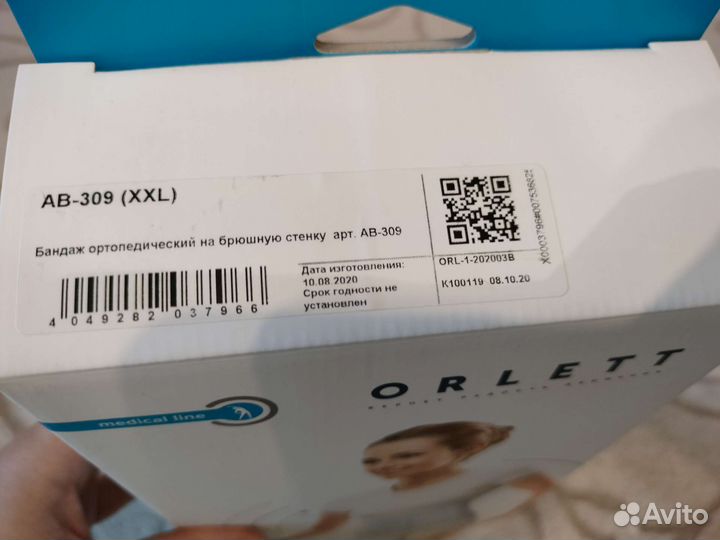 AB-309 (XXL)
Бандаж ортопедический на брюшную стенку арт. AB-309
4 049282 037966
Дата изготовления:
10.08.2020
Срок годности не
установлен
ORL-1-202003B
K100119 08.10.20
ORLETT
medical line
Avito